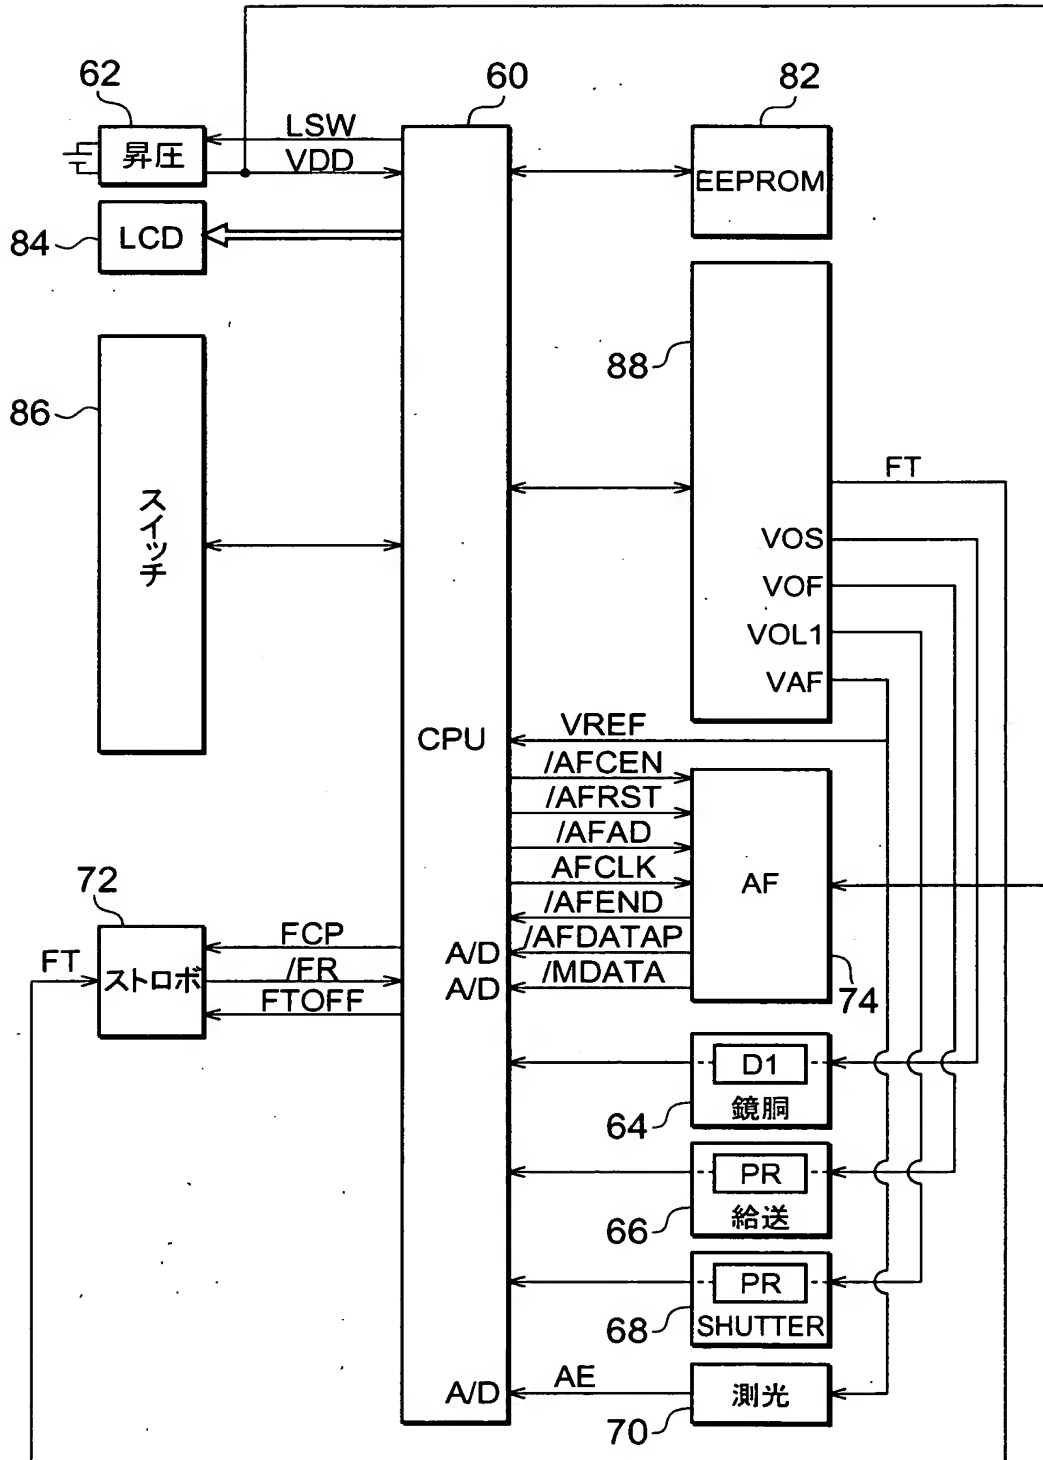 62
60
82
昇圧
LSW
VDD
EEPROM
84
LCD
88
86
スイッチ
FT
VOS
VOF
VOL1
VAF
CPU
VREF
/AFCEN
/AFRST
/AFAD
AFCLK
/AFEND
/AFDATAP
/MDATA
A/D
A/D
AF
74
72
FT
ストロボ
FCP
/FR
FTOFF
D1
鏡胴
64
PR
給送
66
PR
SHUTTER
68
A/D
AE
測光
70